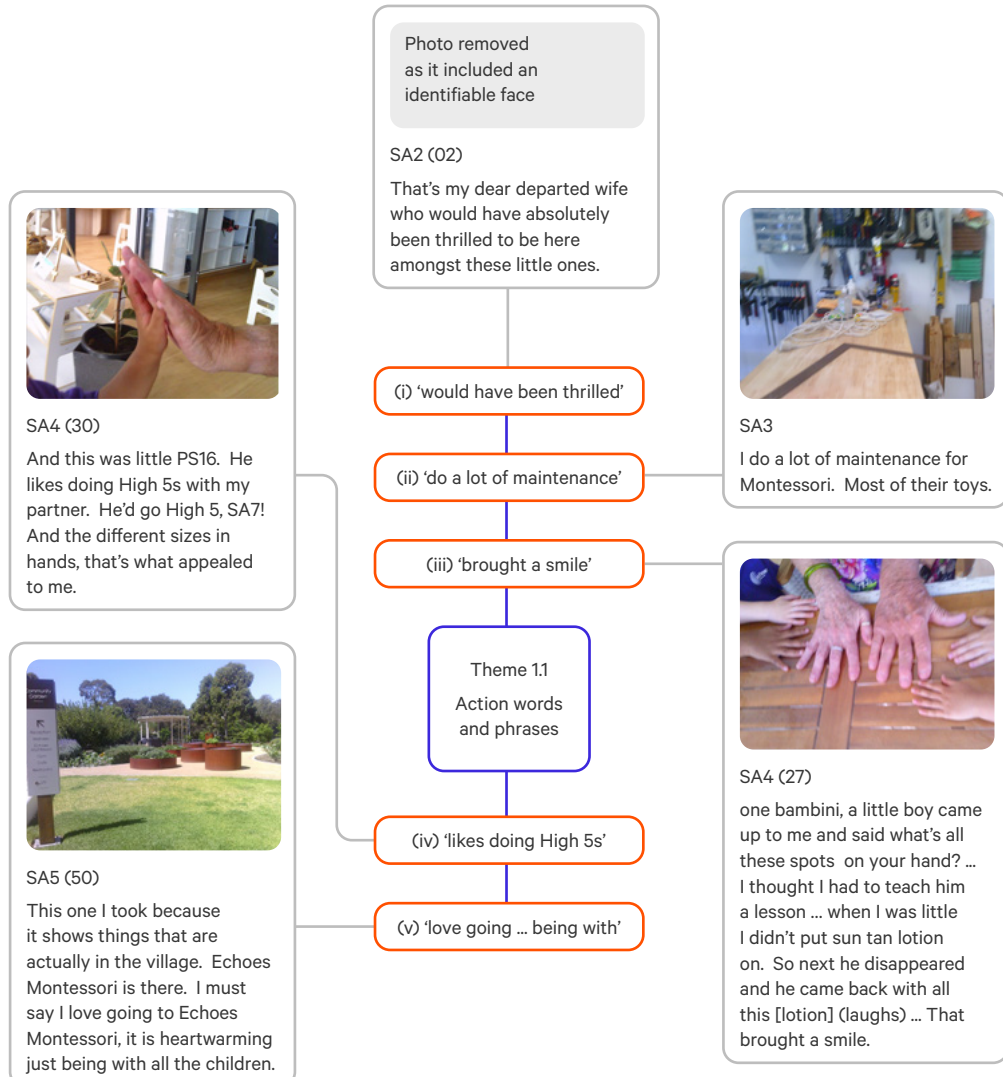 Photo removed
as it included an
identifiable face
SA2 (02)
That's my dear departed wife
who would have absolutely
been thrilled to be here
amongst these little ones.
SA4 (30)
And this was little PS16. He
likes doing High 5s with my
partner. He'd go High 5, SA7!
And the different sizes in
hands, that's what appealed
to me.
SA5 (50)
This one I took because
it shows things that are
actually in the village. Echoes
Montessori is there. I must
say I love going to Echoes
Montessori, it is heartwarming
just being with all the children.
(i) 'would have been thrilled'
(ii) 'do a lot of maintenance'
(iii) 'brought a smile'
Theme 1.1
Action words
and phrases
(iv) 'likes doing High 5s'
(v) 'love going ... being with'
SA3
I do a lot of maintenance for
Montessori. Most of their toys.
SA4 (27)
one bambini, a little boy came
up to me and said what's all
these spots on your hand? ...
I thought I had to teach him
a lesson ... when I was little
I didn't put sun tan lotion
on. So next he disappeared
and he came back with all
this [lotion] (laughs) ... That
brought a smile.
Community
Garden